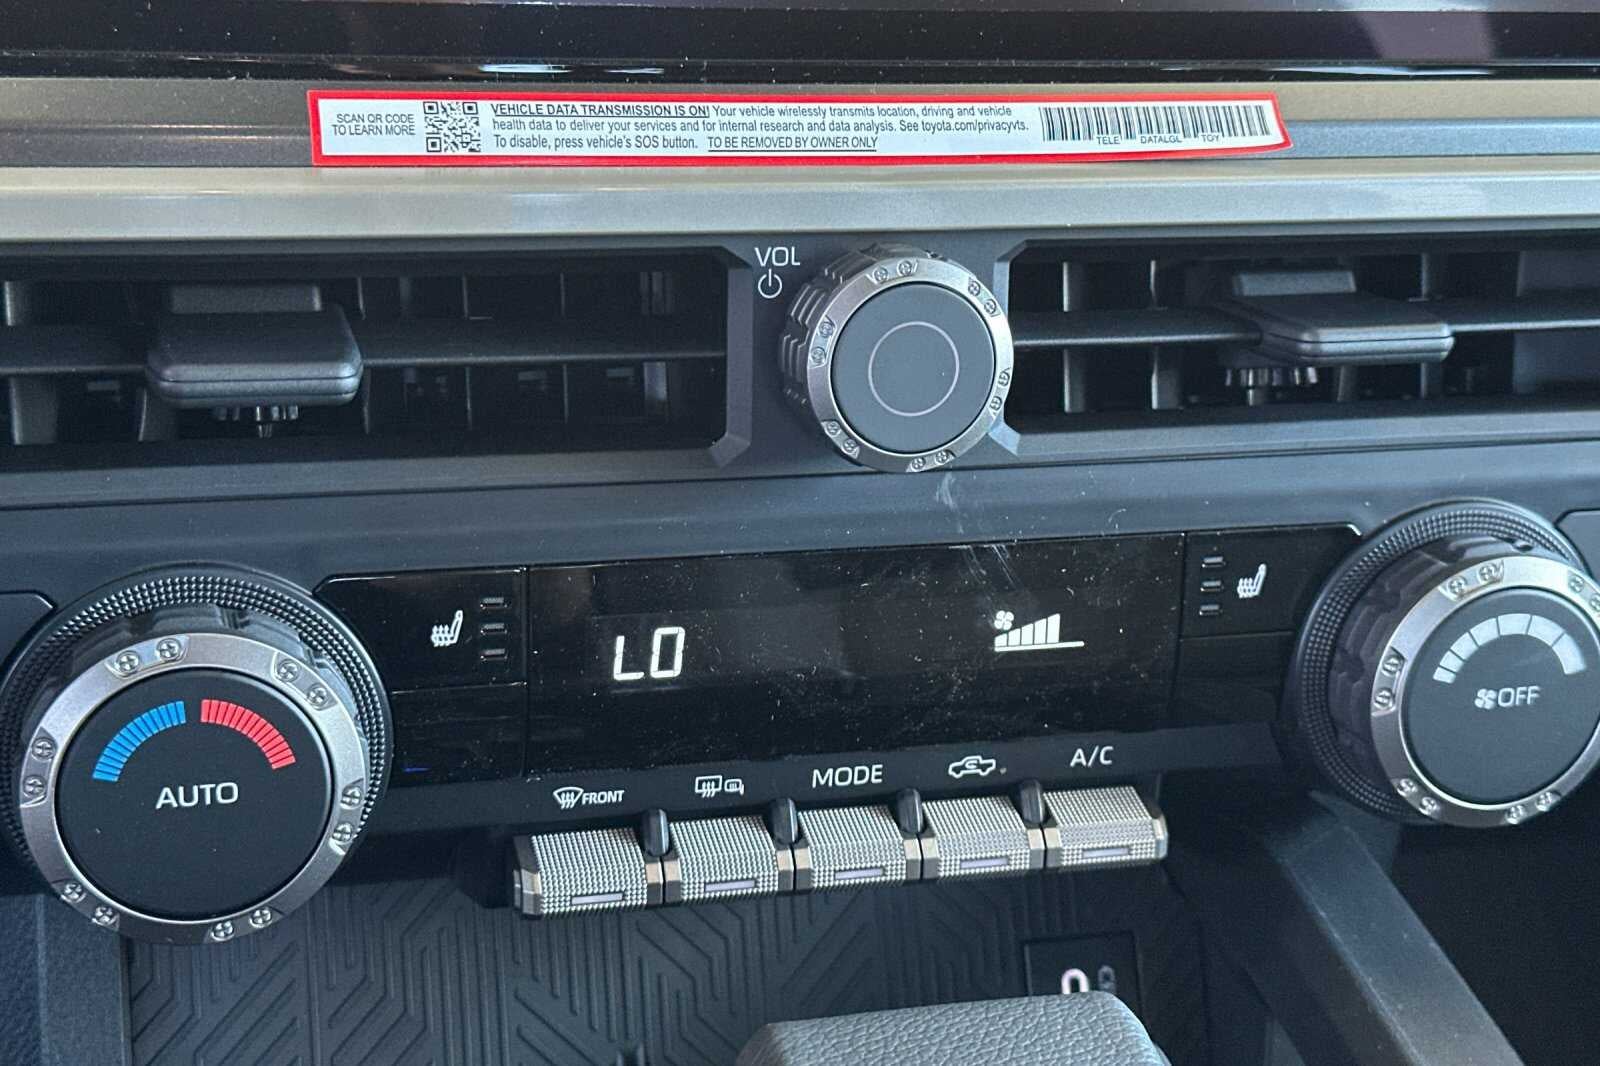 SCAN QR CODE
TO LEARN MORE
VEHICLE DATA TRANSMISSION IS ON! Your vehicle wirelessly transmits location, driving and vehicle
health data to deliver your services and for internal research and data analysis. See toyota.com/privacyvts.
To disable, press vehicle's SOS button. TO BE REMOVED BY OWNER ONLY
TELE DATALGL TOY
VOL
LO
OFF
AUTO
FRONT
MODE
A/C